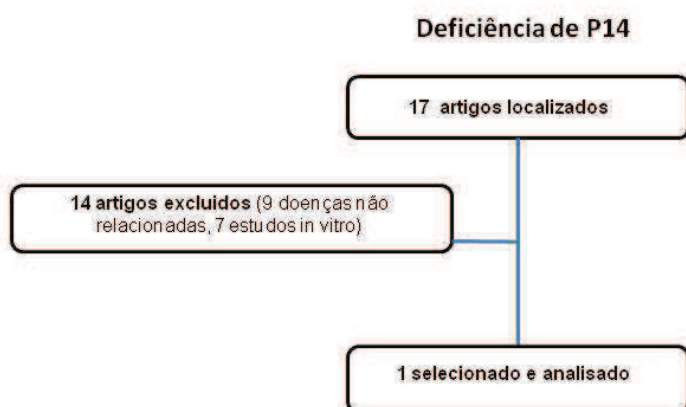 Deficiência de P14
17 artigos localizados
14 artigos excluidos (9 doenças não
relacionadas, 7 estudos in vitro)
1 selecionado e analisado